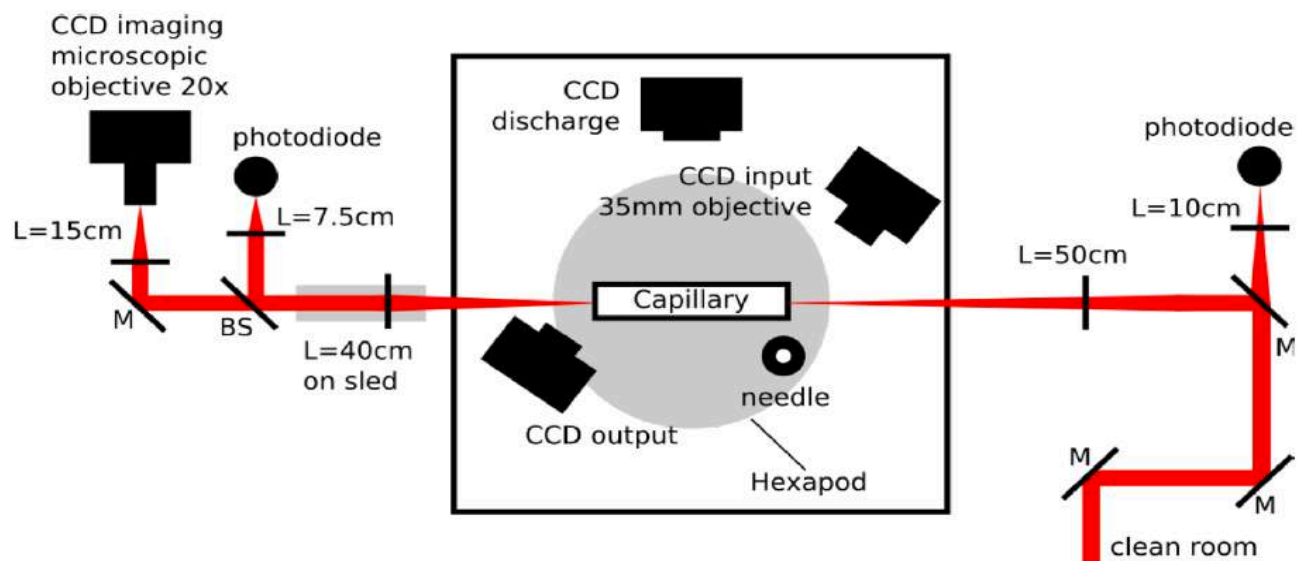 CCD imaging
microscopic
objective 20x
photodiode
L=15cm
L=7.5cm
M
BS
L=40cm
on sled
CCD
discharge
CCD input
35mm objective
Capillary
needle
CCD output
Hexapod
L=50cm
photodiode
L=10cm
M
M
M
clean room